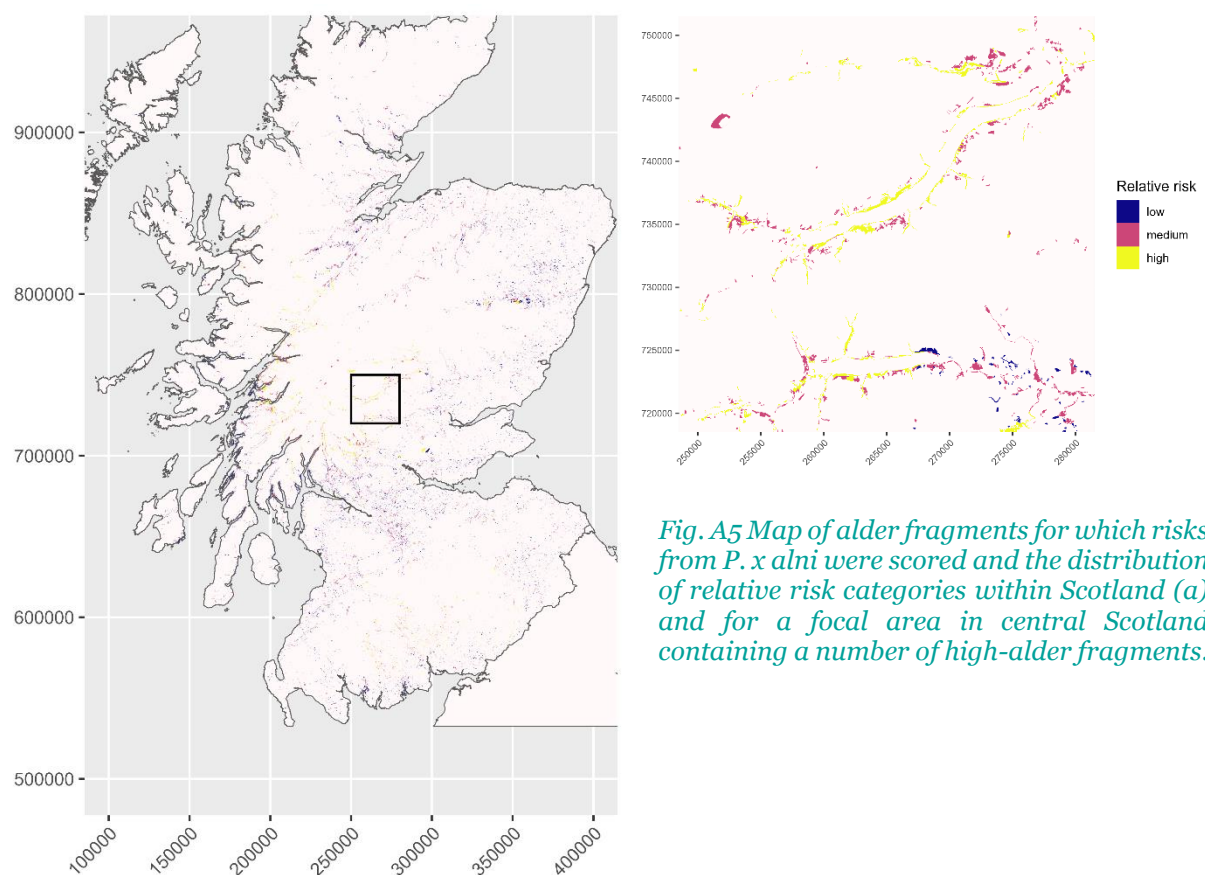 900000
800000
700000
600000
500000
100000
150000
200000
250000
300000
350000
400000
750000
745000
740000
735000
730000
725000
720000
250000
255000
260000
265000
270000
275000
280000
Relative risk
low
medium
high
Fig. A5 Map of alder fragments for which risks
from P. x alni were scored and the distribution
of relative risk categories within Scotland (a)
and for a focal area in central Scotland
containing a number of high-alder fragments.